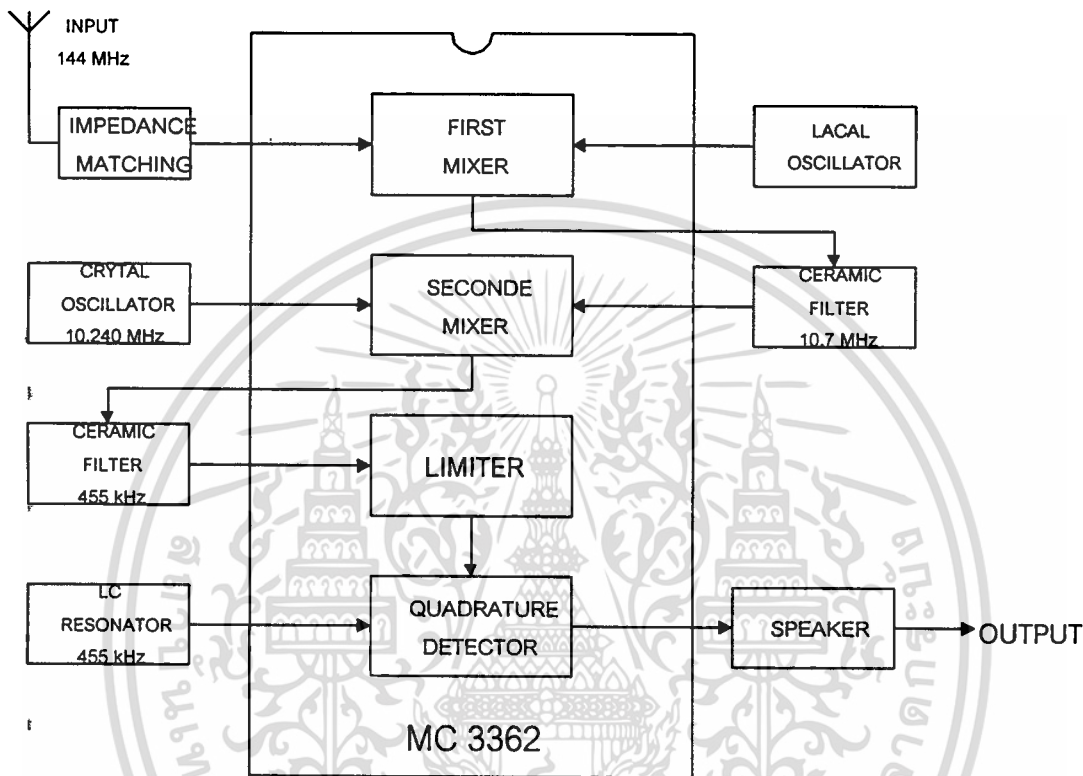 INPUT
144 MHz
IMPEDANCE
MATCHING
FIRST
MIXER
LACAL
OSCILLATOR
CRYTAL
OSCILLATOR
10.240 MHz
SECONDE
MIXER
CERAMIC
FILTER
10.7 MHz
CERAMIC
FILTER
455 kHz
LIMITER
LC
RESONATOR
455 kHz
QUADRATURE
DETECTOR
SPEAKER
OUTPUT
MC 3362